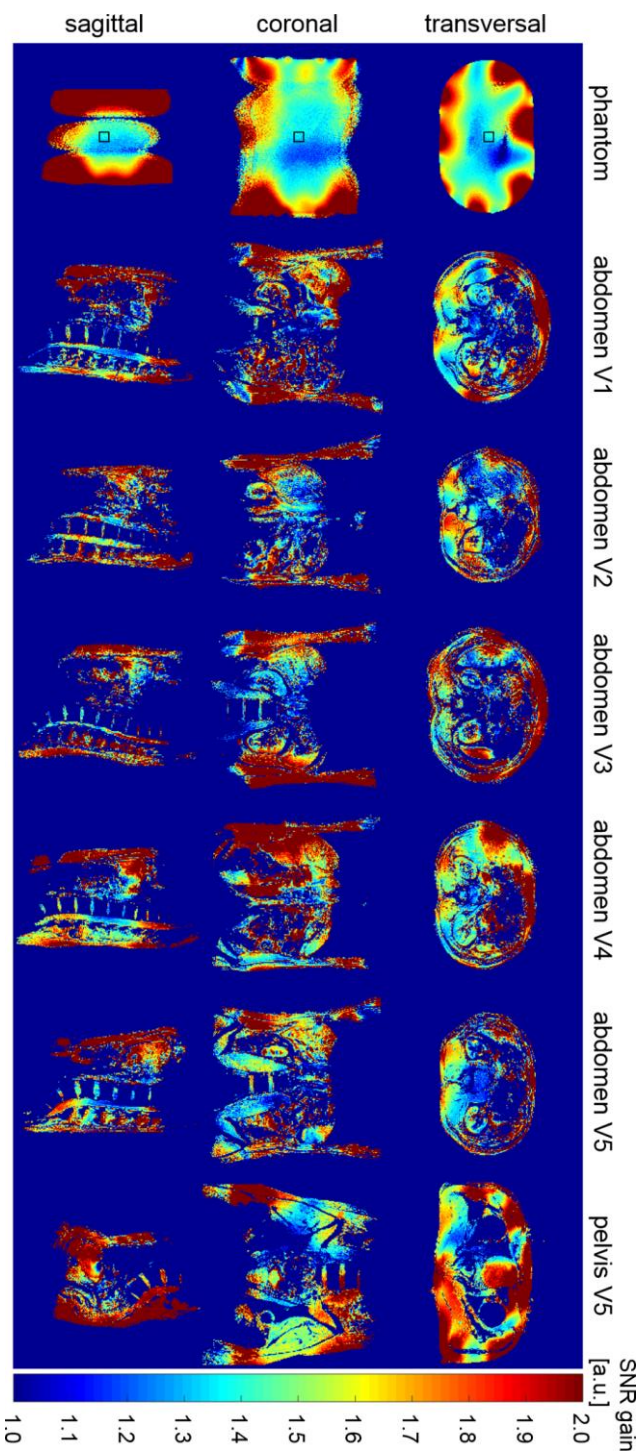 sagittal
coronal
transversal
phantom
abdomen V1
abdomen V2
abdomen V3
abdomen V4
abdomen V5
pelvis V5
SNR gain
[a.u.]
1.0
1.1
1.2
1.3
1.4
1.5
1.6
1.7
1.8
1.9
2.0